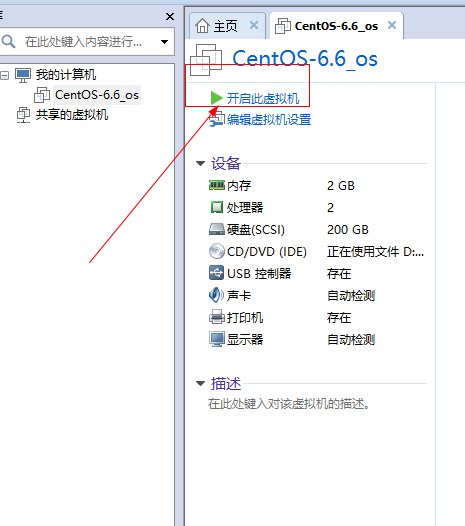 库
在此处键入内容进行...
我的计算机
CentOS-6.6_os
共享的虚拟机
主页
CentOS-6.6_os
CentOS-6.6_os
开启此虚拟机
编辑虚拟机设置
设备
内存 2 GB
处理器 2
硬盘(SCSI) 200 GB
CD/DVD (IDE) 正在使用文件 D:...
USB 控制器 存在
声卡 自动检测
打印机 存在
显示器 自动检测
描述
在此处键入对该虚拟机的描述。